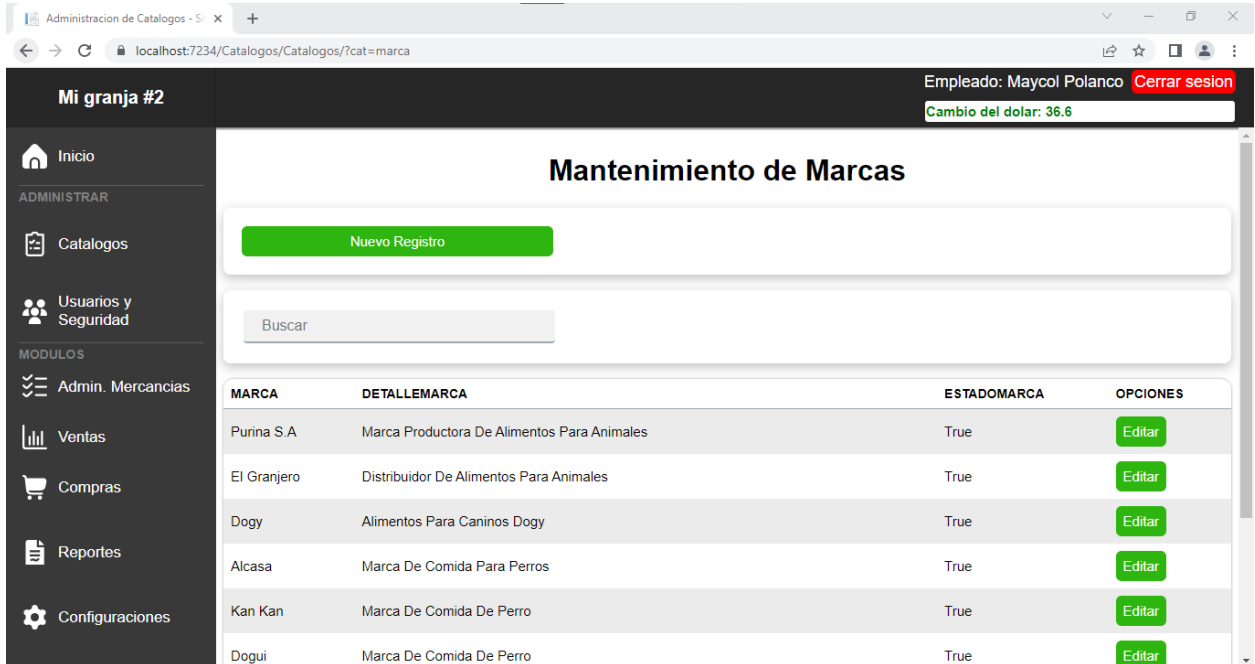 Administracion de Catalogos - Si
localhost:7234/Catalogos/Catalogos/?cat=marca
Mi granja #2
Empleado: Maycol Polanco Cerrar sesion
Cambio del dolar: 36.6
Inicio
ADMINISTRAR
Catalogos
Usuarios y
Seguridad
MODULOS
Admin. Mercancias
Ventas
Compras
Reportes
Configuraciones
Mantenimiento de Marcas
Nuevo Registro
Buscar
MARCA DETALLEMARCA ESTADOMARCA OPCIONES
Purina S.A Marca Productora De Alimentos Para Animales True Editar
El Granjero Distribuidor De Alimentos Para Animales True Editar
Dogy Alimentos Para Caninos Dogy True Editar
Alcasa Marca De Comida Para Perros True Editar
Kan Kan Marca De Comida De Perro True Editar
Dogui Marca De Comida De Perro True Editar